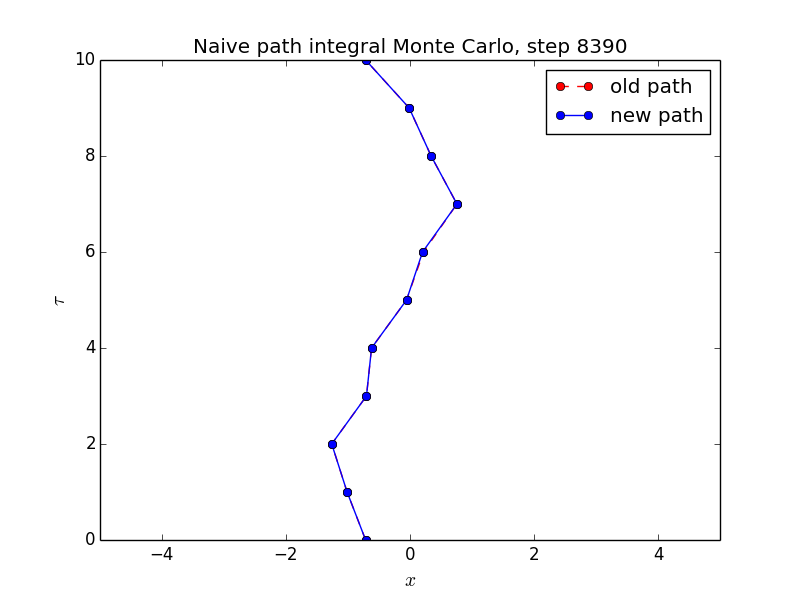 Naive path integral Monte Carlo, step 8390
old path
new path
10
8
6
4
2
0
τ
−4
−2
0
2
4
x